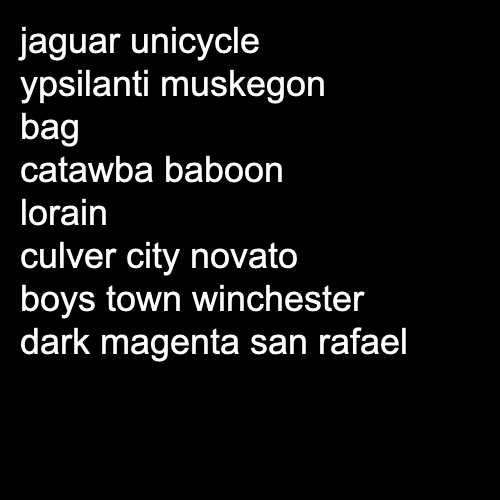 jaguar unicycle
ypsilanti muskegon
bag
catawba baboon
lorain
culver city novato
boys town winchester
dark magenta san rafael